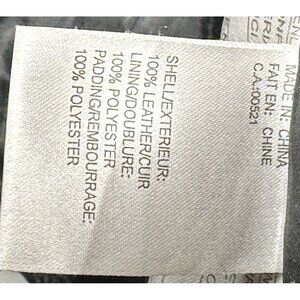 MADE IN: CHINA
FAIT EN: CHINE
C.A.:00521
SHELL/EXTERIEUR:
100% LEATHER/CUIR
LINING/DOUBLURE:
100% POLYESTER
PADDING/REMBOURRAGE:
100% POLYESTER